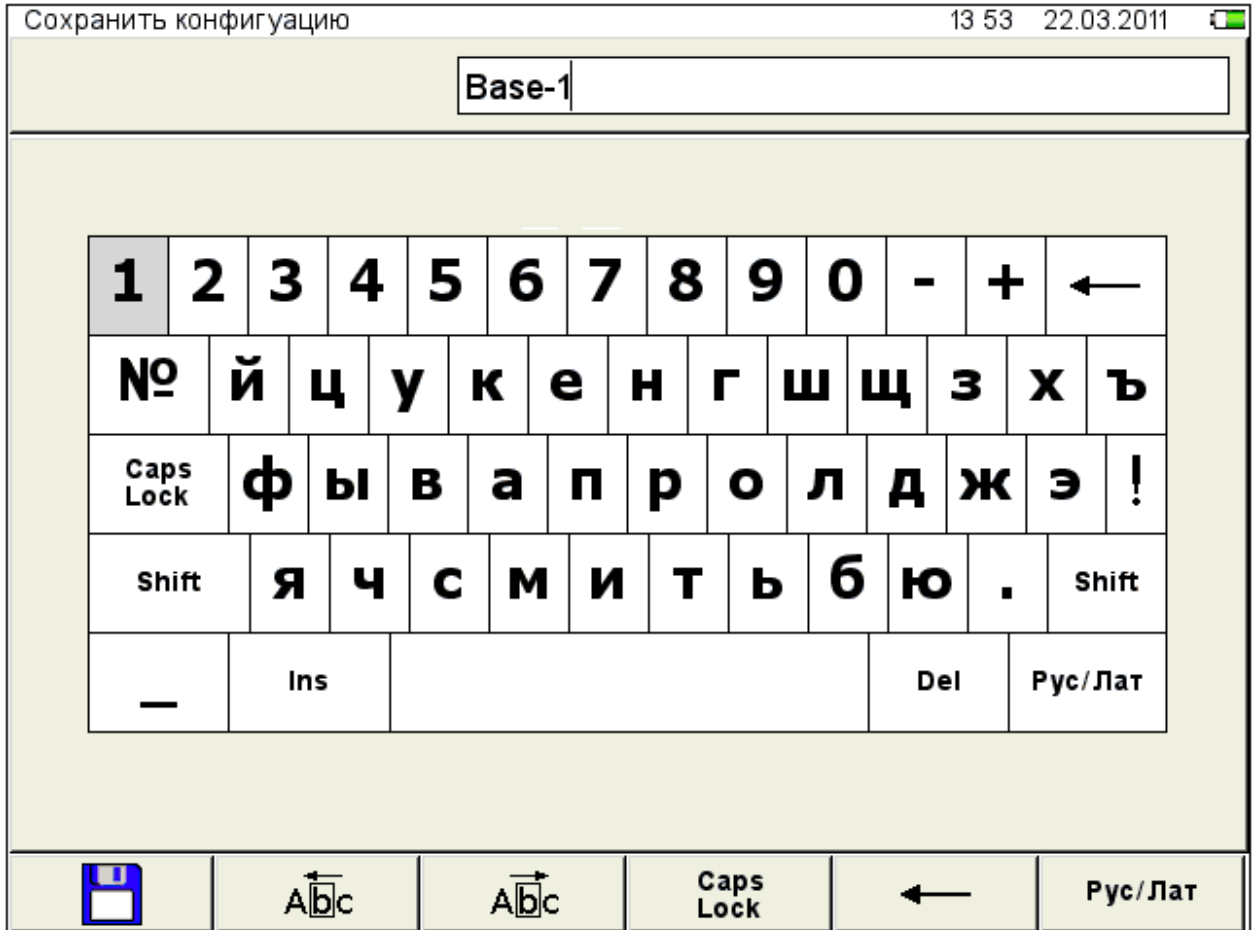 Сохранить конфигуацию 13 53 22.03.2011
Base-1
1 2 3 4 5 6 7 8 9 0 - + ←
№ й ц у к е н г ш щ з х ъ
Caps Lock ф ы в а п р о л д ж э !
Shift я ч с м и т ь б ю . Shift
_ Ins Del Рус/Лат
Abc Abc Caps Lock ← Рус/Лат